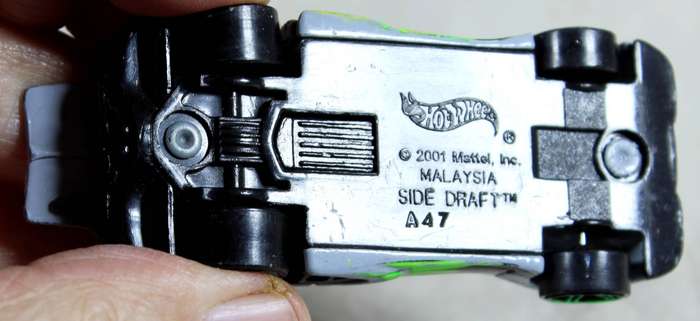 HOT WHEELS
®
© 2001 Mattel, Inc.
MALAYSIA
SIDE DRAFT™
A47